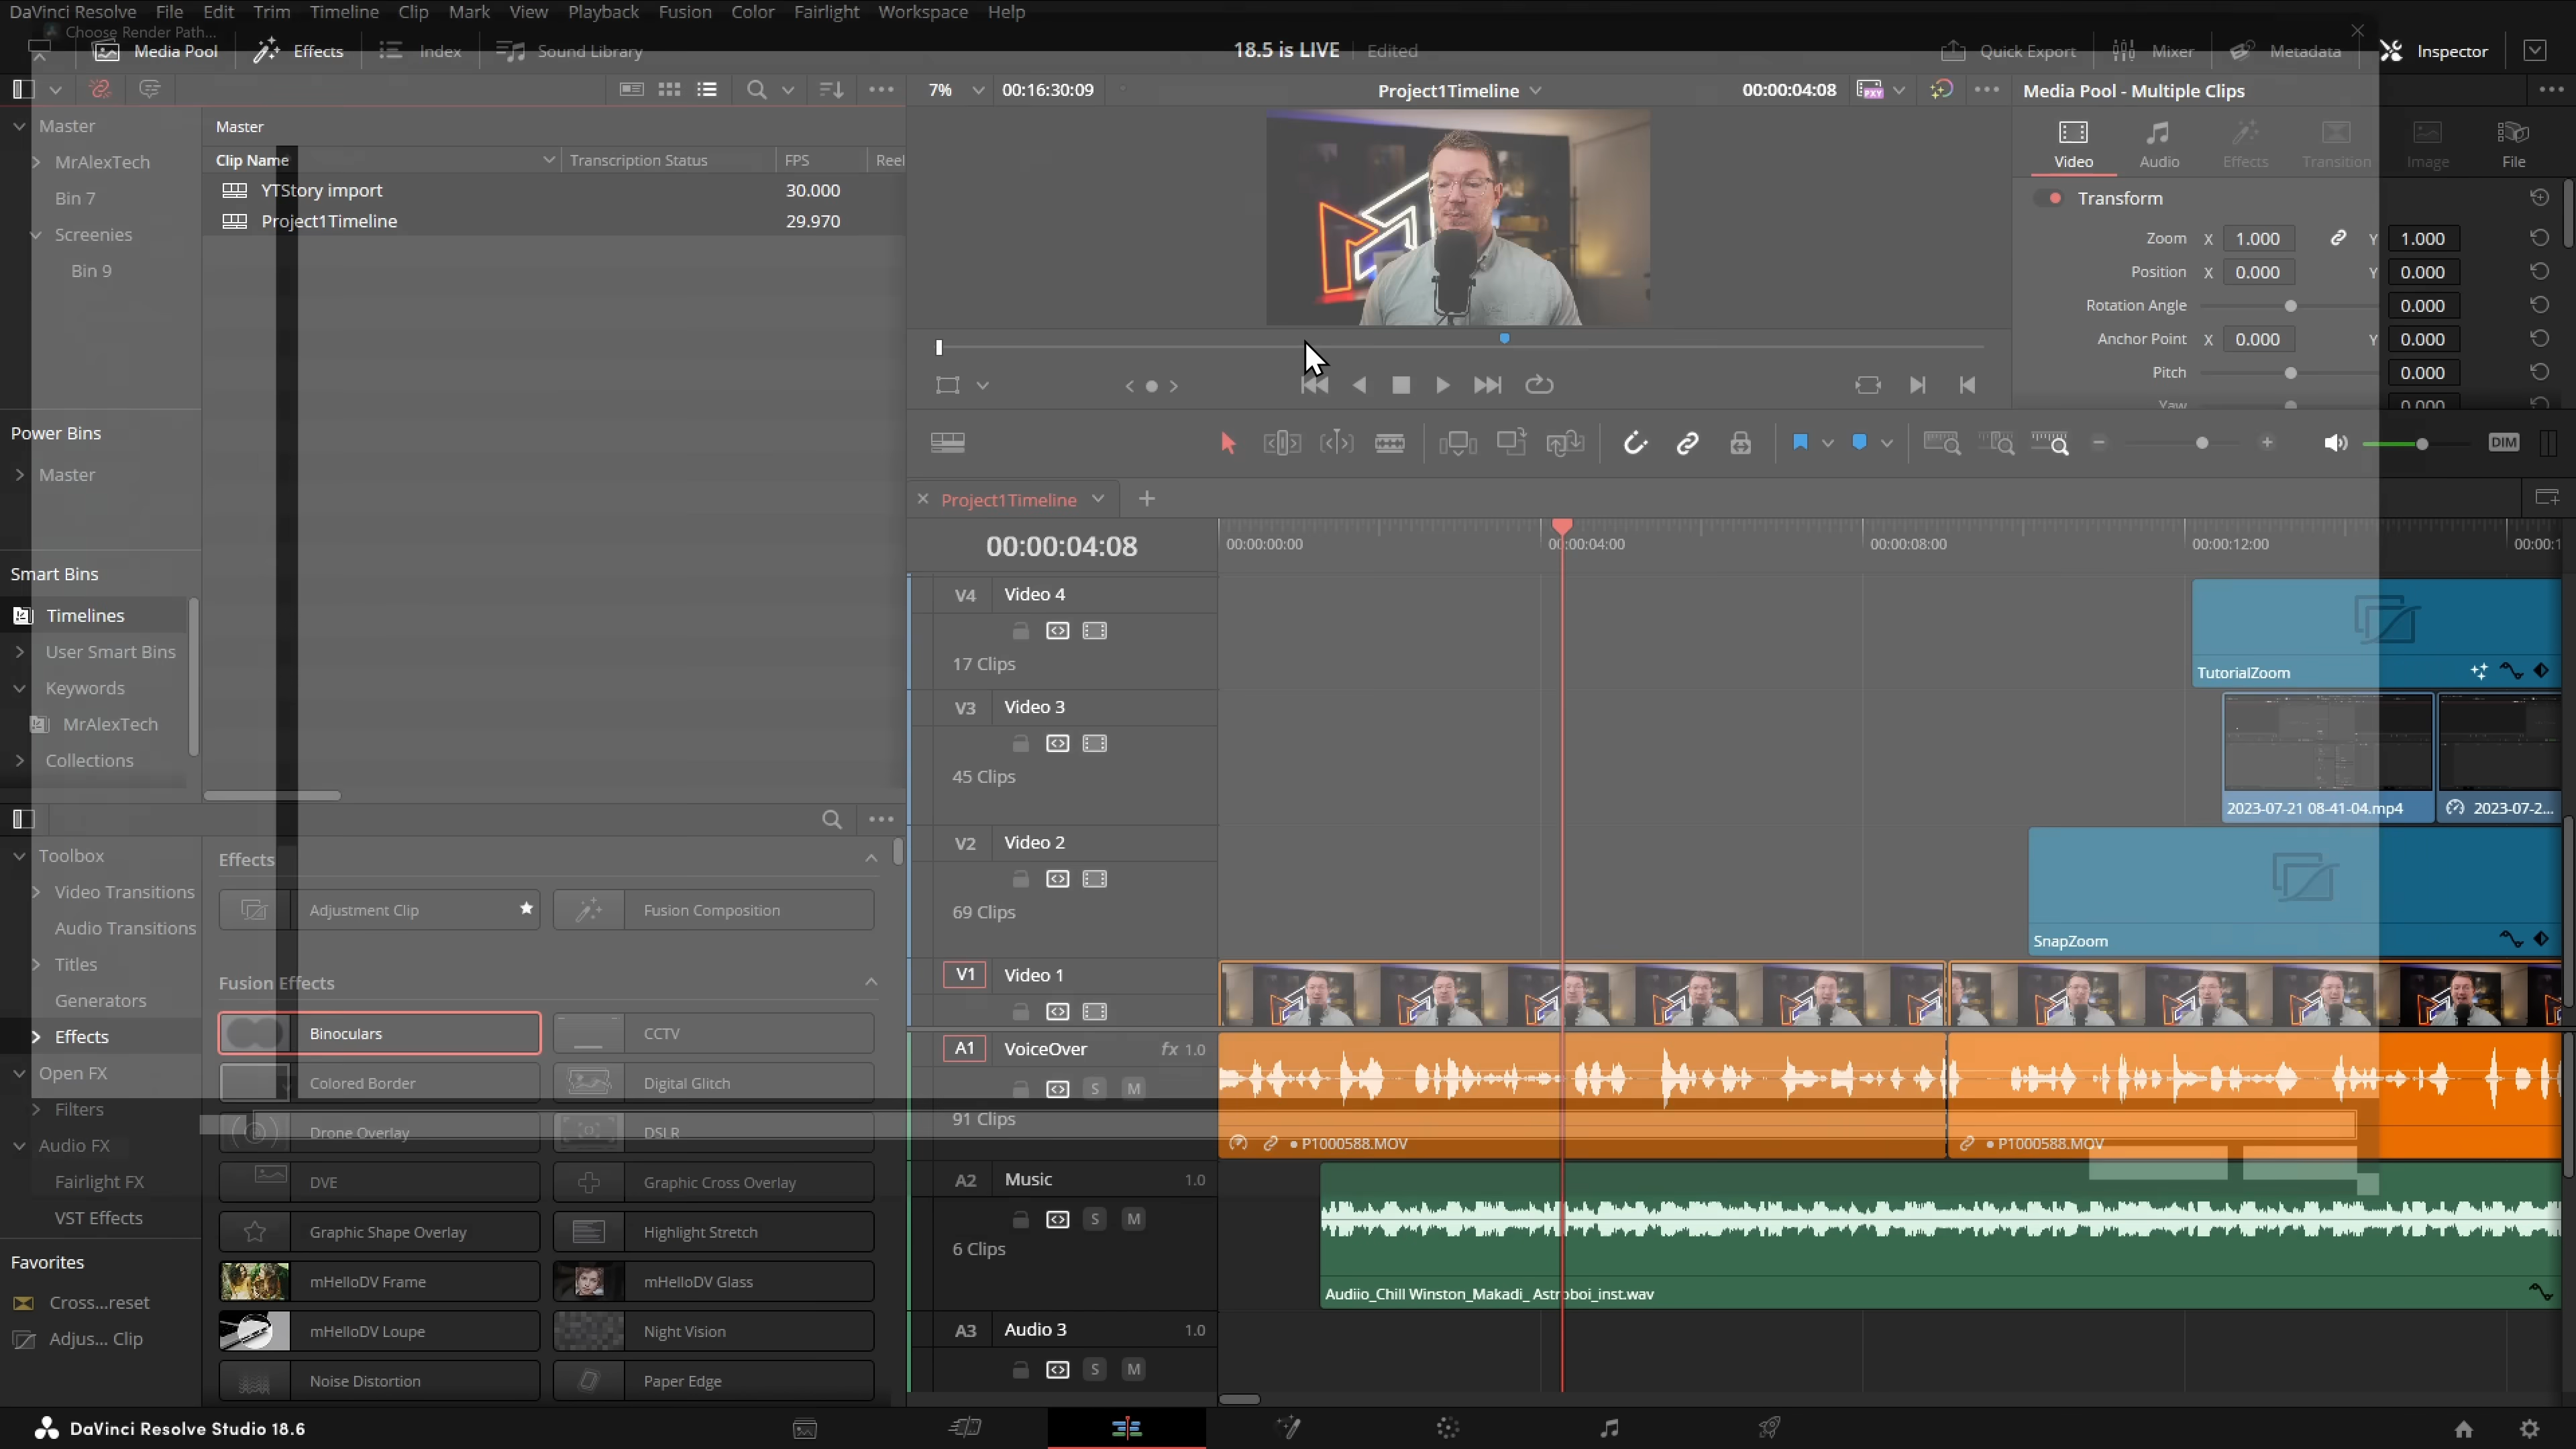 DaVinci Resolve File Edit Trim Timeline Clip Mark View Playback Fusion Color Fairlight Workspace Help
Choose Render Path...
Media Pool Effects Index Sound Library 18.5 is LIVE Edited Quick Export Mixer Metadata Inspector
7% 00:16:30:09 Project1Timeline 00:00:04:08 PXY Media Pool - Multiple Clips
Master
MrAlexTech
Bin 7
Screenies
Bin 9
Master
Clip Name Transcription Status FPS Reel
YTStory import 30.000
Project1Timeline 29.970
Video Audio Effects Transition Image File
Transform
Zoom X 1.000 Y 1.000
Position X 0.000 Y 0.000
Rotation Angle 0.000
Anchor Point X 0.000 Y 0.000
Pitch 0.000
Yaw 0.000
Power Bins
Master
Smart Bins
Timelines
User Smart Bins
Keywords
MrAlexTech
Collections
DIM
Project1Timeline
00:00:04:08 00:00:00:00 00:00:04:00 00:00:08:00 00:00:12:00 00:00:1
V4 Video 4
17 Clips
TutorialZoom
V3 Video 3
45 Clips
2023-07-21 08-41-04.mp4 2023-07-2...
V2 Video 2
69 Clips
SnapZoom
V1 Video 1
A1 VoiceOver fx 1.0
S M
91 Clips
P1000588.MOV P1000588.MOV
A2 Music 1.0
S M
6 Clips
Audiio_Chill Winston_Makadi_ Astroboi_inst.wav
A3 Audio 3 1.0
S M
Toolbox
Video Transitions
Audio Transitions
Titles
Generators
Effects
Open FX
Filters
Audio FX
Fairlight FX
VST Effects
Favorites
Cross...reset
Adjus... Clip
Effects
Adjustment Clip Fusion Composition
Fusion Effects
Binoculars CCTV
Colored Border Digital Glitch
Drone Overlay DSLR
DVE Graphic Cross Overlay
Graphic Shape Overlay Highlight Stretch
mHelloDV Frame mHelloDV Glass
mHelloDV Loupe Night Vision
Noise Distortion Paper Edge
DaVinci Resolve Studio 18.6